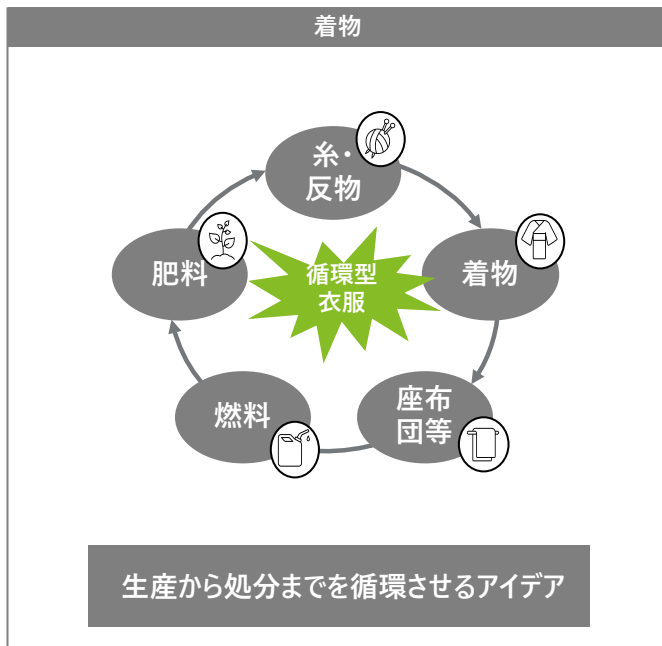 着物
糸・
反物
着物
座布
団等
燃料
肥料
循環型
衣服
生産から処分までを循環させるアイデア